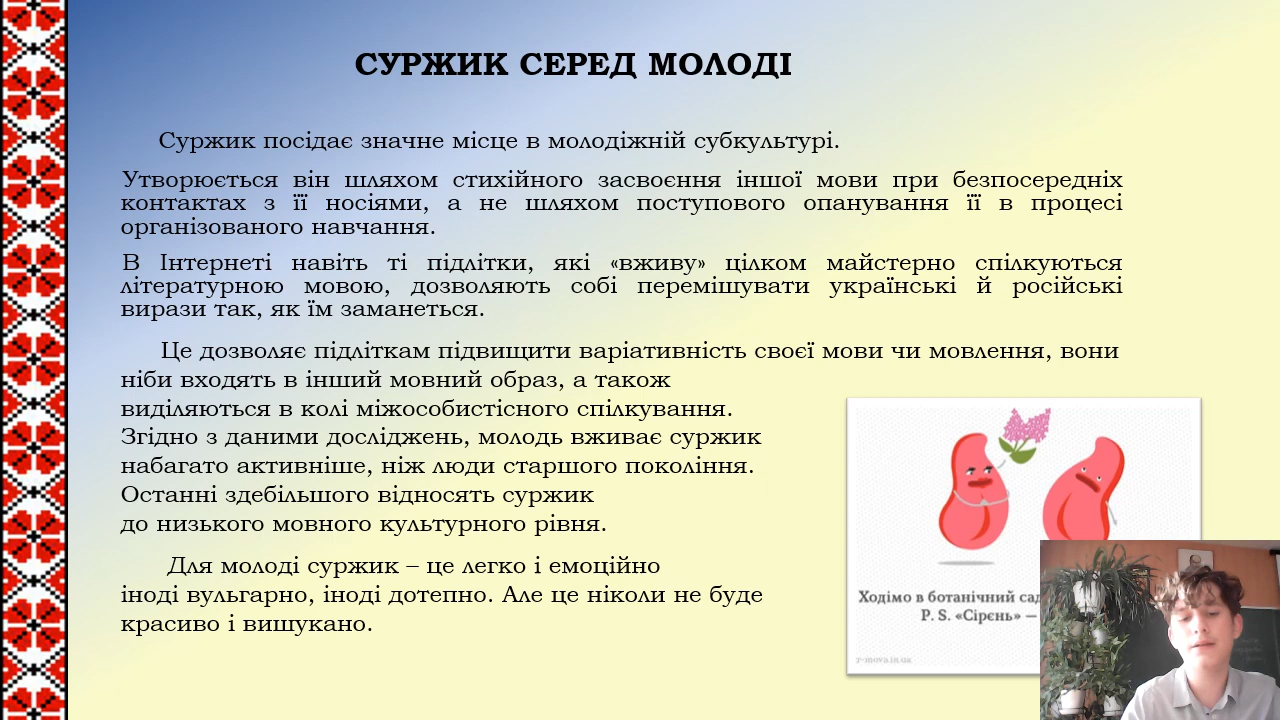 СУРЖИК СЕРЕД МОЛОДІ
Суржик посідає значне місце в молодіжній субкультурі.
Утворюється він шляхом стихійного засвоєння іншої мови при безпосередніх
контактах з її носіями, а не шляхом поступового опанування її в процесі
організованого навчання.
В Інтернеті навіть ті підлітки, які «вживу» цілком майстерно спілкуються
літературною мовою, дозволяють собі перемішувати українські й російські
вирази так, як їм заманеться.
Це дозволяє підліткам підвищити варіативність своєї мови чи мовлення, вони
ніби входять в інший мовний образ, а також
виділяються в колі міжособистісного спілкування.
Згідно з даними досліджень, молодь вживає суржик
набагато активніше, ніж люди старшого покоління.
Останні здебільшого відносять суржик
до низького мовного культурного рівня.
Для молоді суржик – це легко і емоційно
іноді вульгарно, іноді дотепно. Але це ніколи не буде
красиво і вишукано.
Ходімо в ботанічний сад
P. S. «Сірєнь» —
r-mova.in.ua